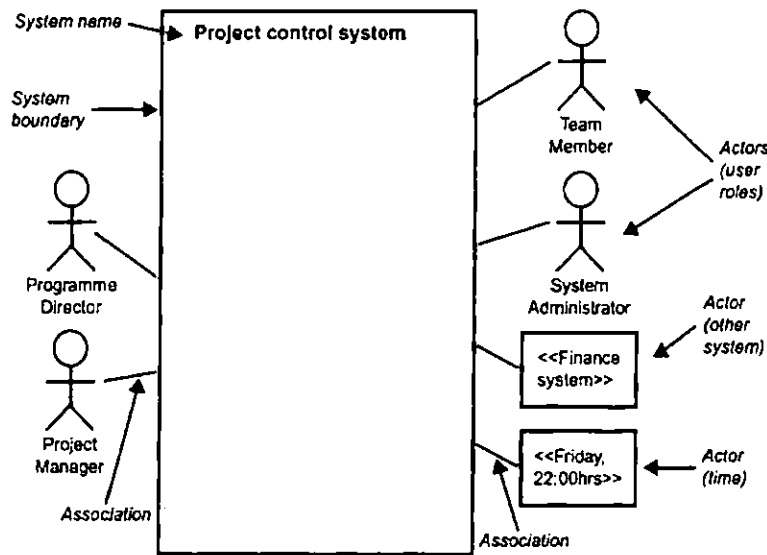 System name
Project control system
System
boundary
Team
Member
Actors
(user
roles)
Programme
Director
System
Administrator
Actor
(other
system)
<<Finance
system>>
Project
Manager
<<Friday,
22:00hrs>>
Actor
(time)
Association
Association